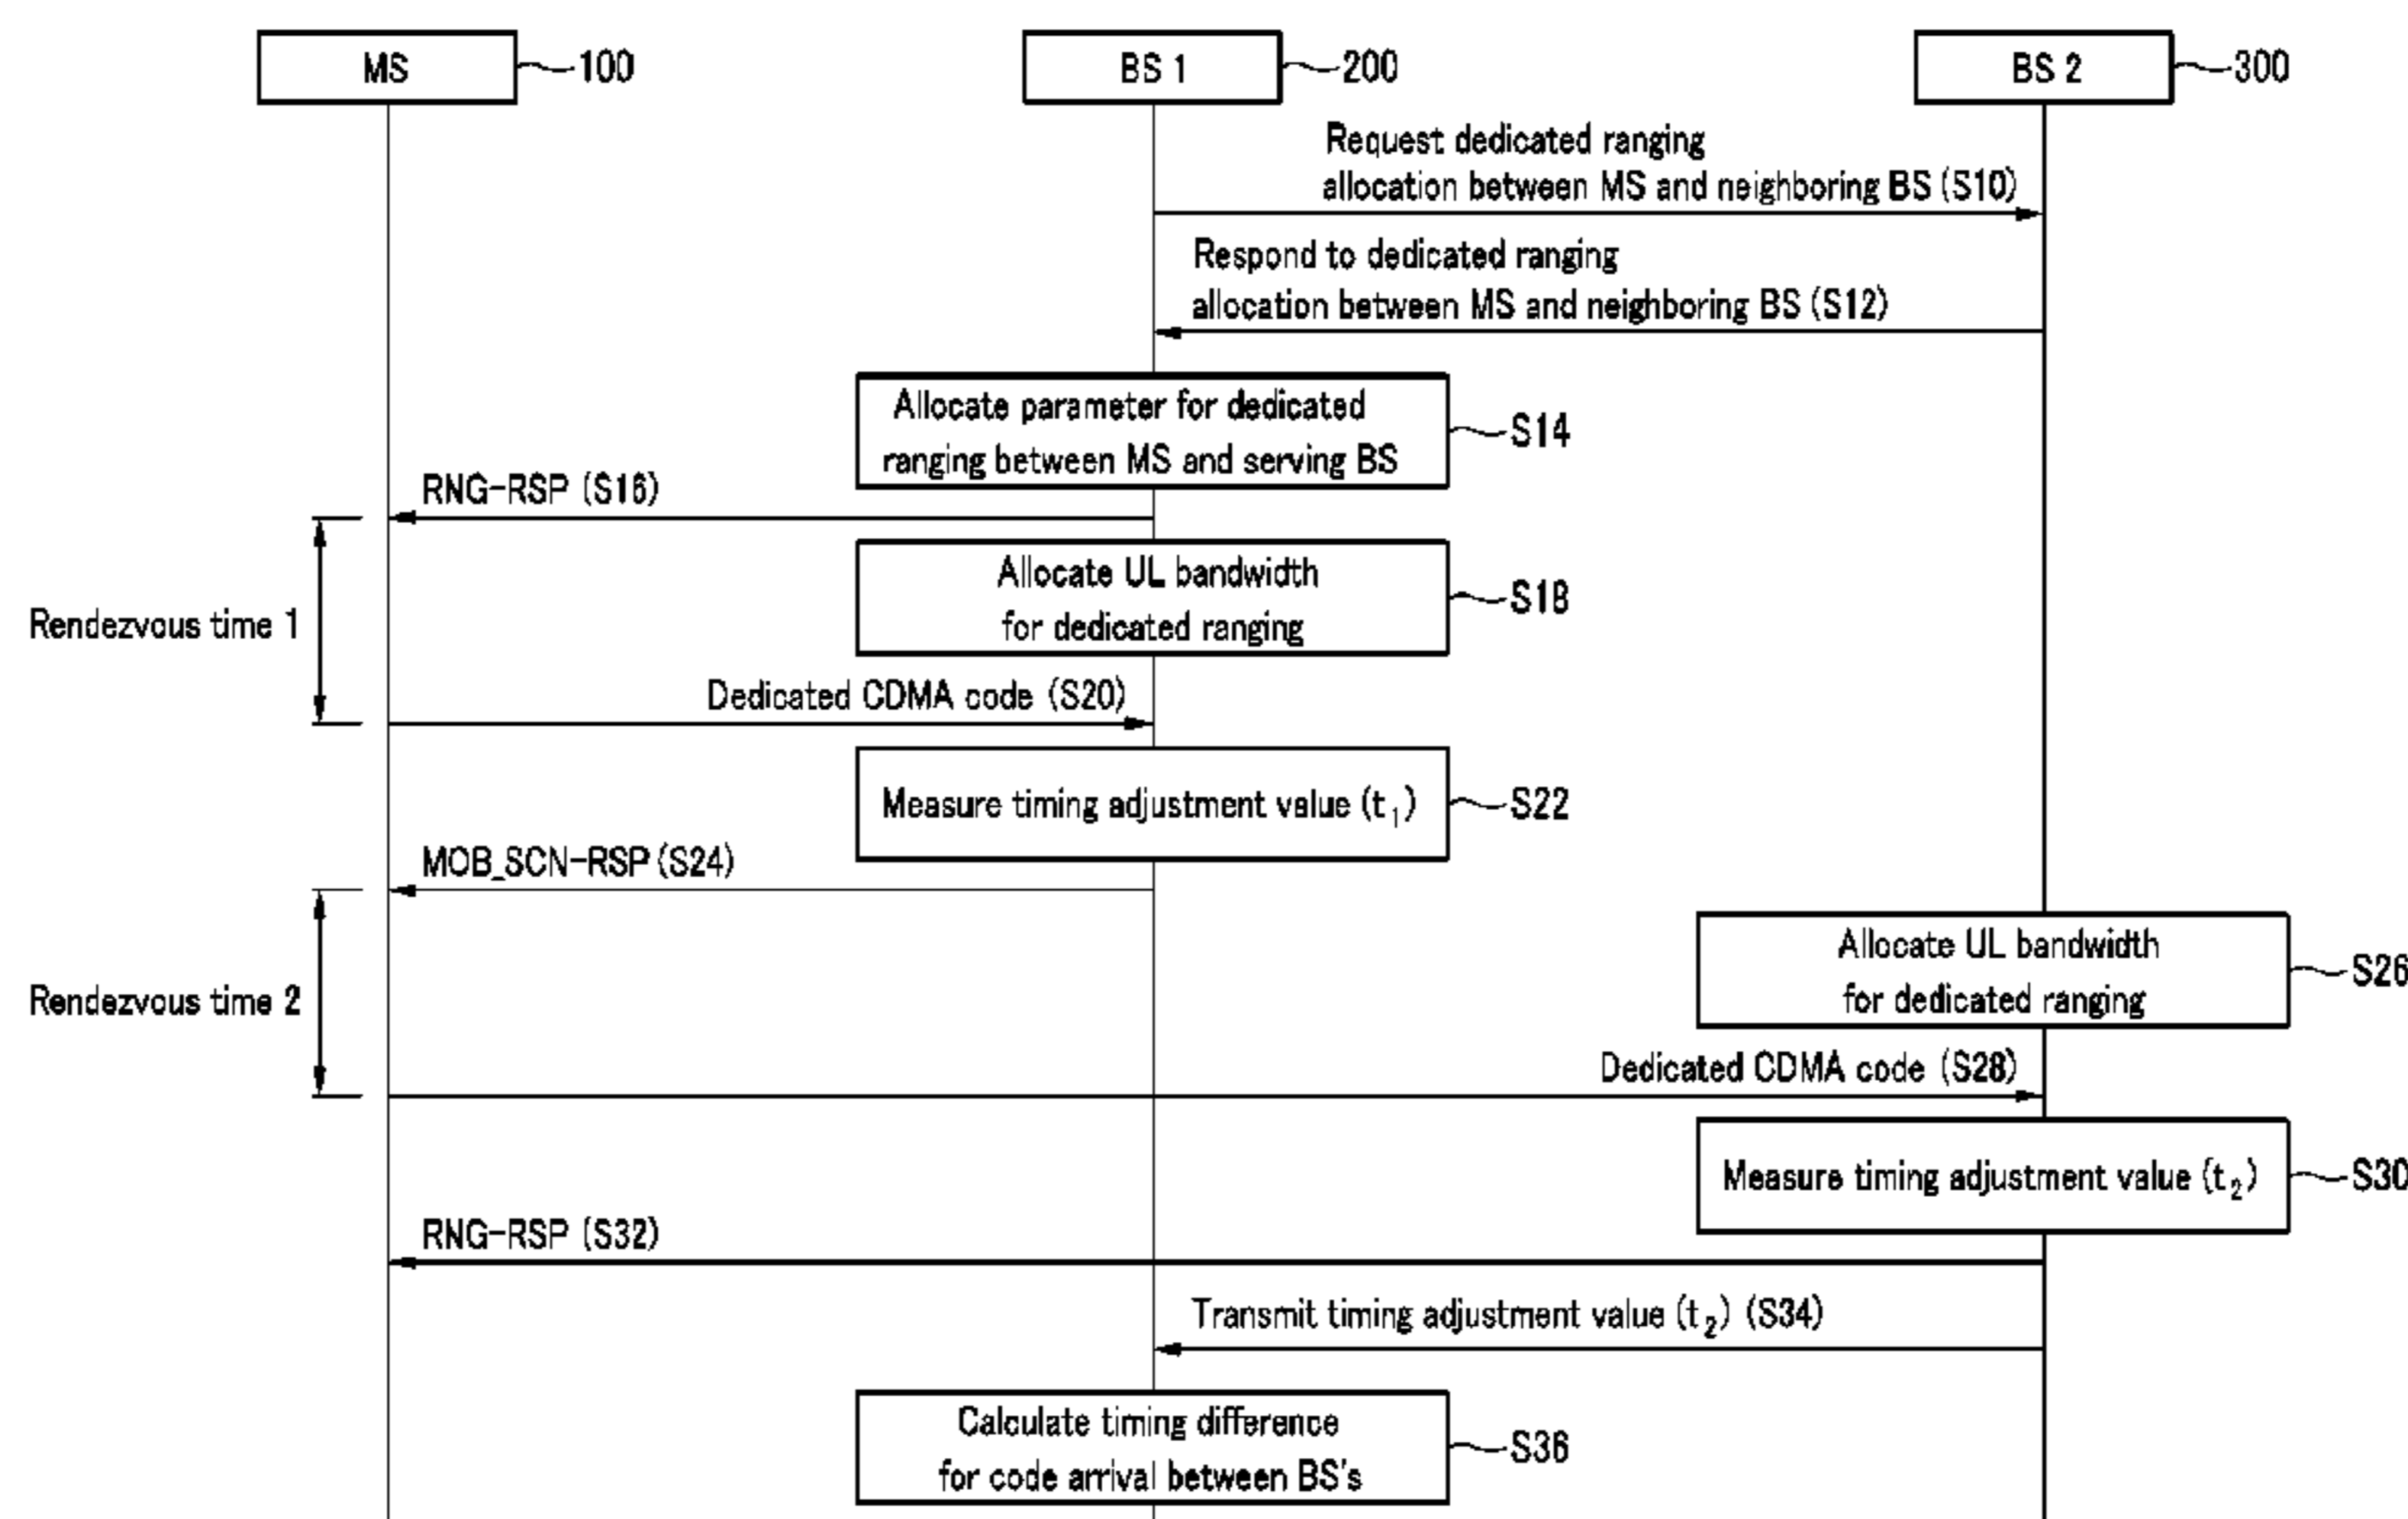 MS
100
BS 1
200
BS 2
300
Request dedicated ranging
allocation between MS and neighboring BS (S10)
Respond to dedicated ranging
allocation between MS and neighboring BS (S12)
Allocate parameter for dedicated
ranging between MS and serving BS
S14
RNG-RSP (S16)
Allocate UL bandwidth
for dedicated ranging
S18
Rendezvous time 1
Dedicated CDMA code (S20)
Measure timing adjustment value (t₁)
S22
MOB_SCN-RSP (S24)
Allocate UL bandwidth
for dedicated ranging
S26
Rendezvous time 2
Dedicated CDMA code (S28)
Measure timing adjustment value (t₂)
S30
RNG-RSP (S32)
Transmit timing adjustment value (t₂) (S34)
Calculate timing difference
for code arrival between BS's
S36